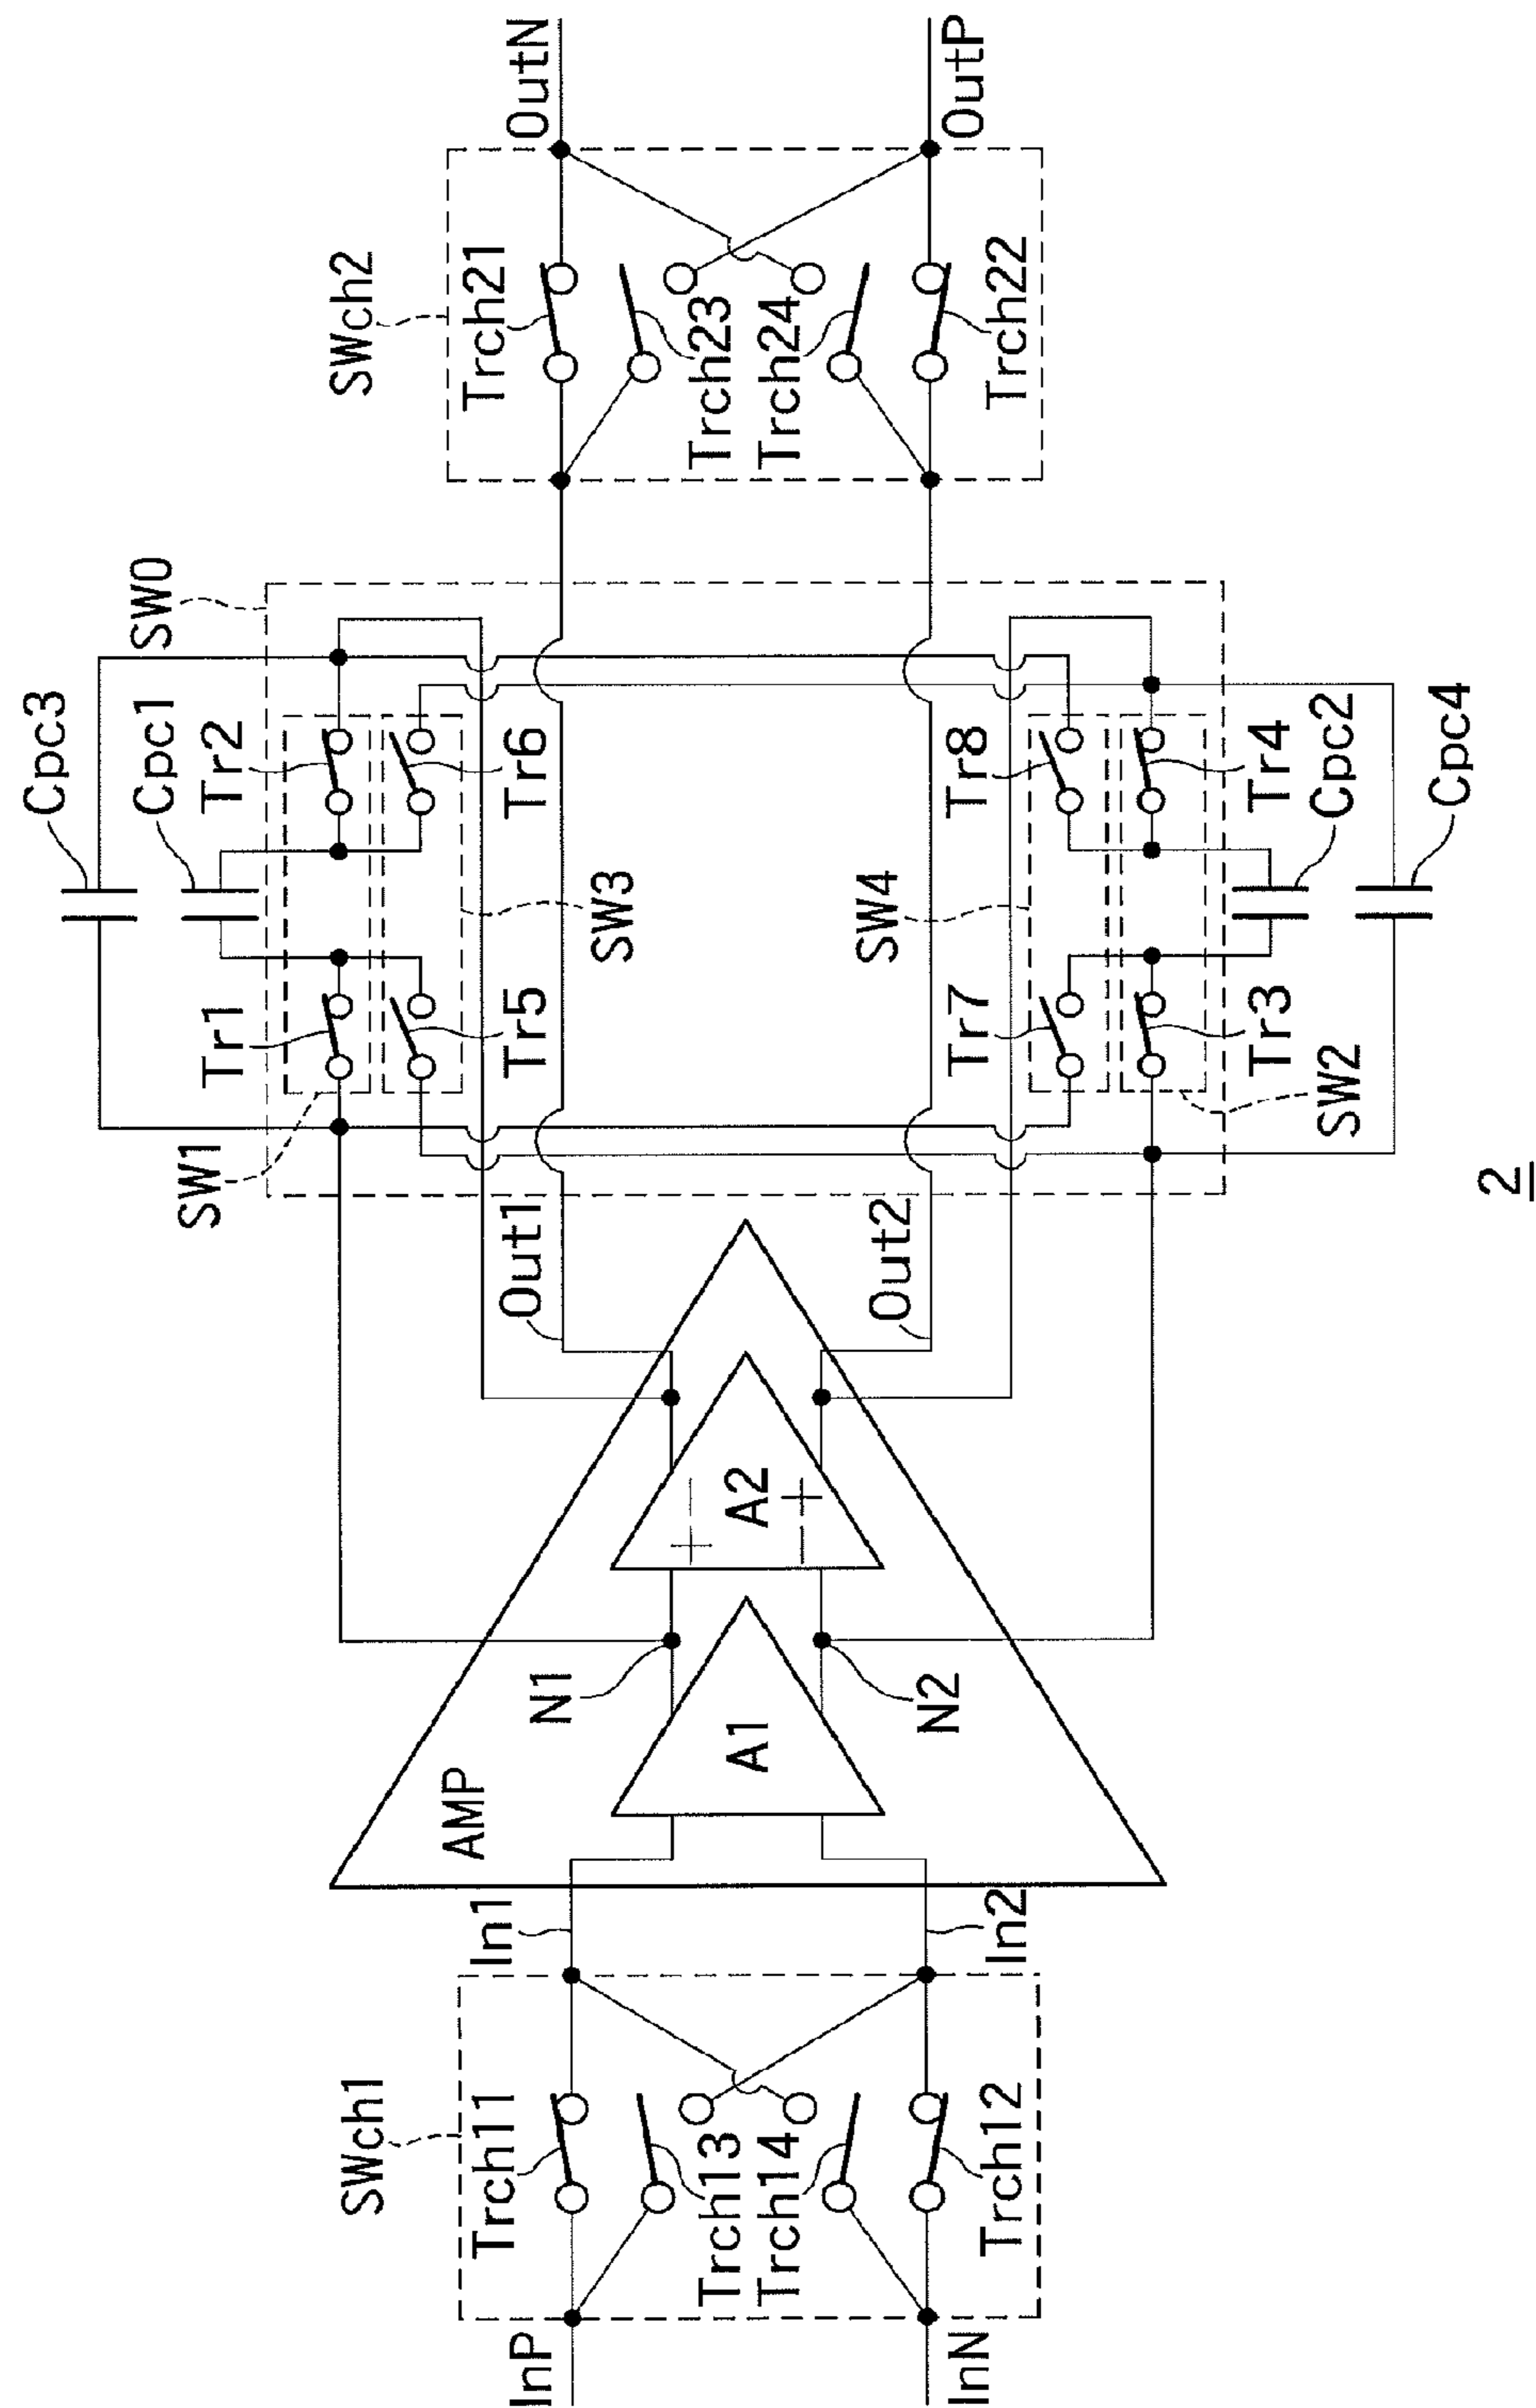 Cpc3
Cpc1
SW0
Tr1
Tr2
SW1
Tr5
Tr6
SW3
SWch2
Trch21
Trch23
Trch24
Trch22
OutN
OutP
SWch1
Trch11
Trch13
Trch14
Trch12
InP
InN
In1
In2
AMP
A1
N1
N2
+ −
A2
− +
Out1
Out2
SW4
Tr7
Tr8
Tr3
Tr4
SW2
Cpc2
Cpc4
2